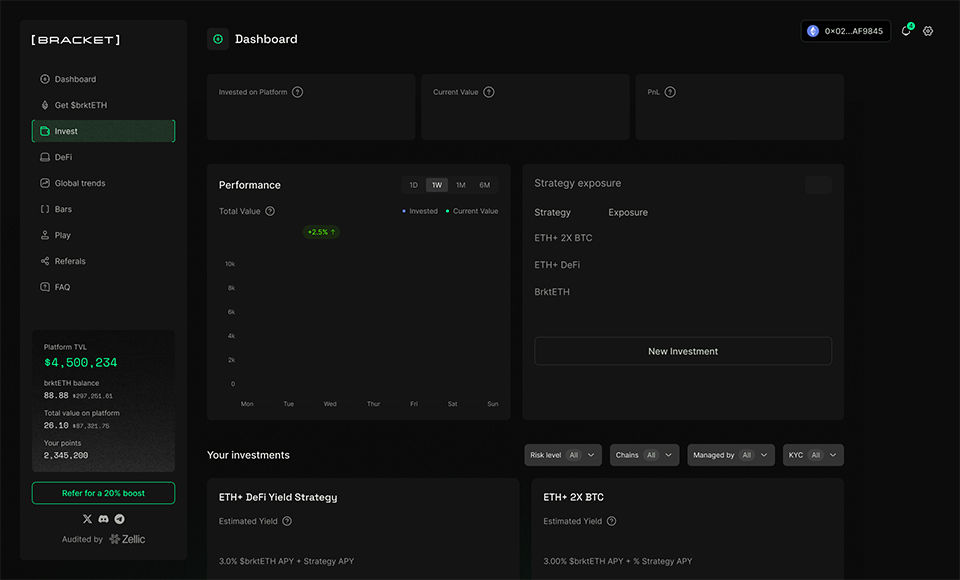 [BRACKET]
Dashboard
Get $brktETH
Invest
DeFi
Global trends
Bars
Play
Referals
FAQ
Platform TVL
$4,500,234
brktETH balance
88.88 $297,251.61
Total value on platform
26.10 $87,321.75
Your points
2,345,200
Refer for a 20% boost
Audited by Zellic
Dashboard
0x02...AF9845
4
Invested on Platform ?
Current Value ?
PnL ?
Performance
1D 1W 1M 6M
Total Value ?
Invested Current Value
+2.5% ↑
10k
8k
6k
4k
2k
0
Mon Tue Wed Thur Fri Sat Sun
Strategy exposure
Strategy Exposure
ETH+ 2X BTC
ETH+ DeFi
BrktETH
New Investment
Your investments
Risk level All
Chains All
Managed by All
KYC All
ETH+ DeFi Yield Strategy
Estimated Yield ?
3.0% $brktETH APY + Strategy APY
ETH+ 2X BTC
Estimated Yield ?
3.00% $brktETH APY + % Strategy APY